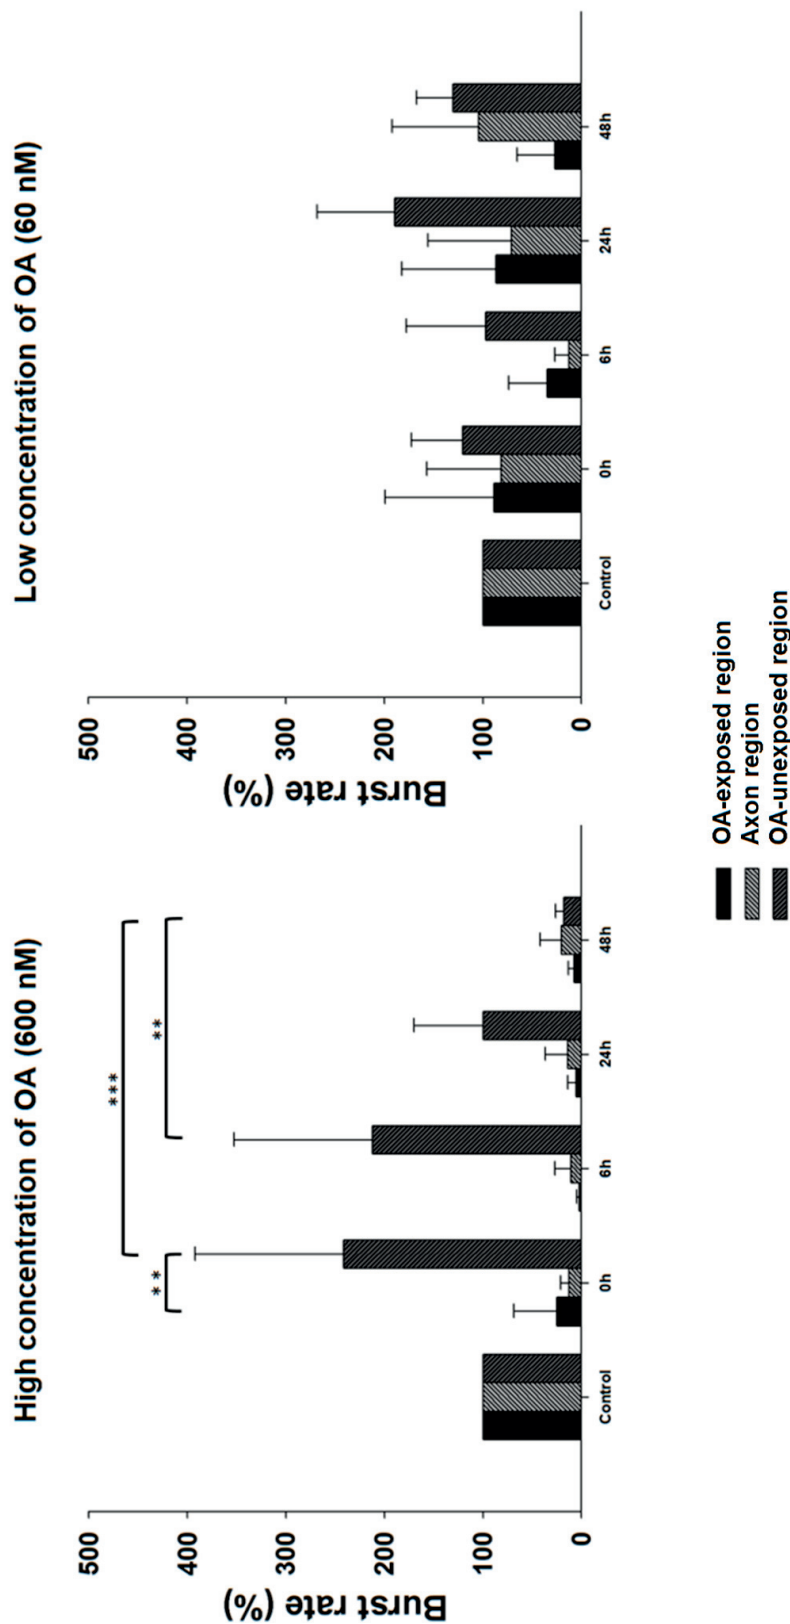 High concentration of OA (600 nM)
Burst rate (%)
500
400
300
200
100
0
***
**
**
Control
0h
6h
24h
48h
Low concentration of OA (60 nM)
Burst rate (%)
500
400
300
200
100
0
Control
0h
6h
24h
48h
OA-exposed region
Axon region
OA-unexposed region